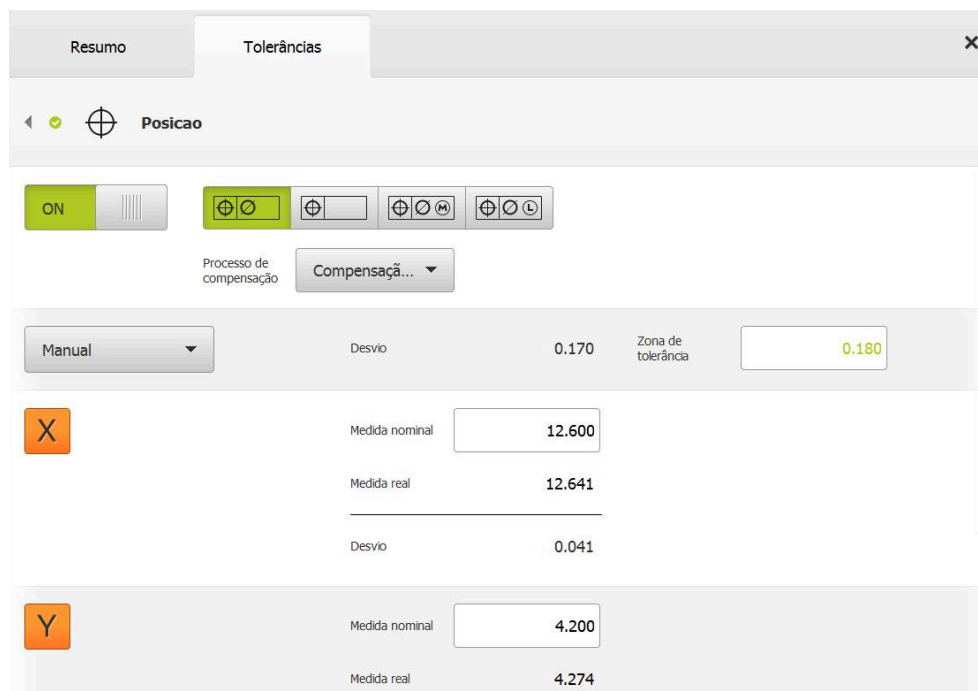 Resumo Tolerâncias
Posicao
ON ⌖ Ⓜ Ⓛ
Processo de
compensação
Compensaçã...
Manual Desvio 0.170 Zona de
tolerância 0.180
X Medida nominal 12.600
Medida real 12.641
Desvio 0.041
Y Medida nominal 4.200
Medida real 4.274